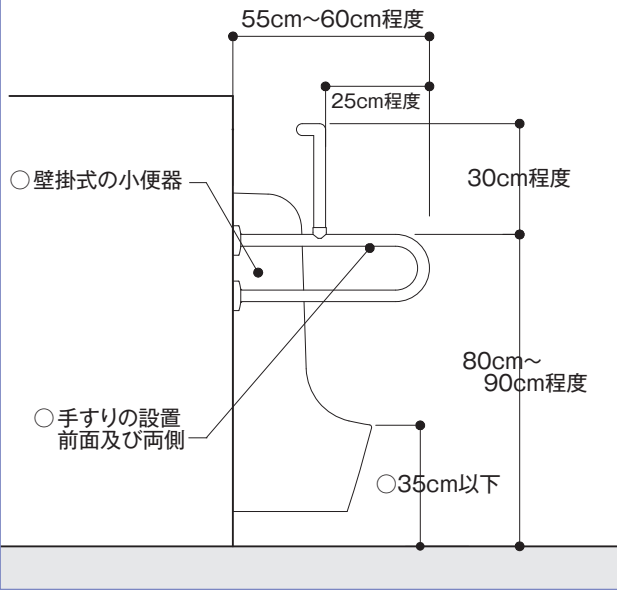 55cm～60cm程度
25cm程度
○壁掛式の小便器
30cm程度
80cm～
90cm程度
○手すりの設置
前面及び両側
○35cm以下